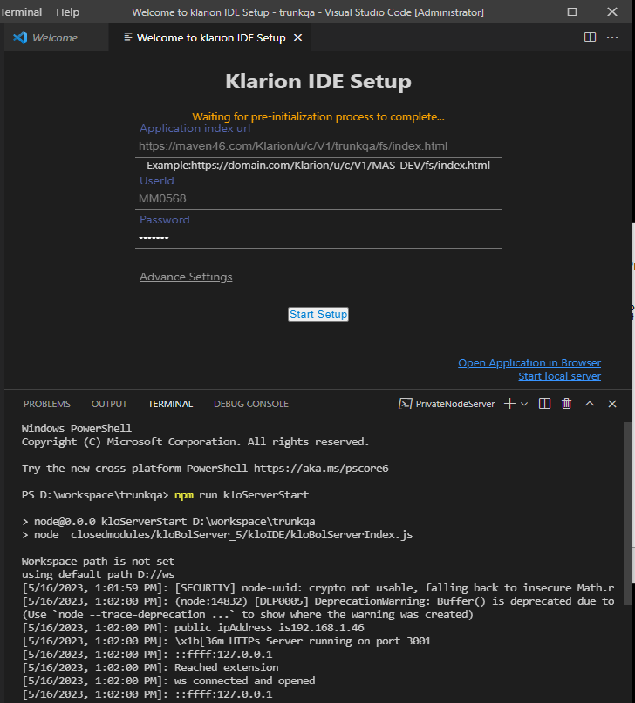 Terminal Help Welcome to klarion IDE Setup - trunkqa - Visual Studio Code [Administrator]
Welcome Welcome to klarion IDE Setup
Klarion IDE Setup
Waiting for pre-initialization process to complete...
Application index url
https://maven46.com/Klarion/u/c/V1/trunkqa/fs/index.html
Example:https://domain.com/Klarion/u/c/V1/MAS_DEV/fs/index.html
UserId
MM0568
Password
Advance Settings
Start Setup
Open Application in Browser
Start local server
PROBLEMS OUTPUT TERMINAL DEBUG CONSOLE PrivateNodeServer
Windows PowerShell
Copyright (C) Microsoft Corporation. All rights reserved.
Try the new cross-platform PowerShell https://aka.ms/pscore6
PS D:\workspace\trunkqa> npm run kloServerStart
> node@0.0.0 kloServerStart D:\workspace\trunkqa
> node closedmodules/kloBolServer_5/kloIDE/kloBolServerIndex.js
Workspace path is not set
using default path D://ws
[5/16/2023, 1:01:59 PM]: [SECURITY] node-uuid: crypto not usable, falling back to insecure Math.r
[5/16/2023, 1:02:00 PM]: (node:14832) [DEP0005] DeprecationWarning: Buffer() is deprecated due to
(Use `node --trace-deprecation ...` to show where the warning was created)
[5/16/2023, 1:02:00 PM]: public ipAddress is192.168.1.46
[5/16/2023, 1:02:00 PM]: \x1b[36m HTTPs Server running on port 3001
[5/16/2023, 1:02:00 PM]: ::ffff:127.0.0.1
[5/16/2023, 1:02:00 PM]: Reached extension
[5/16/2023, 1:02:00 PM]: ws connected and opened
[5/16/2023, 1:02:00 PM]: ::ffff:127.0.0.1